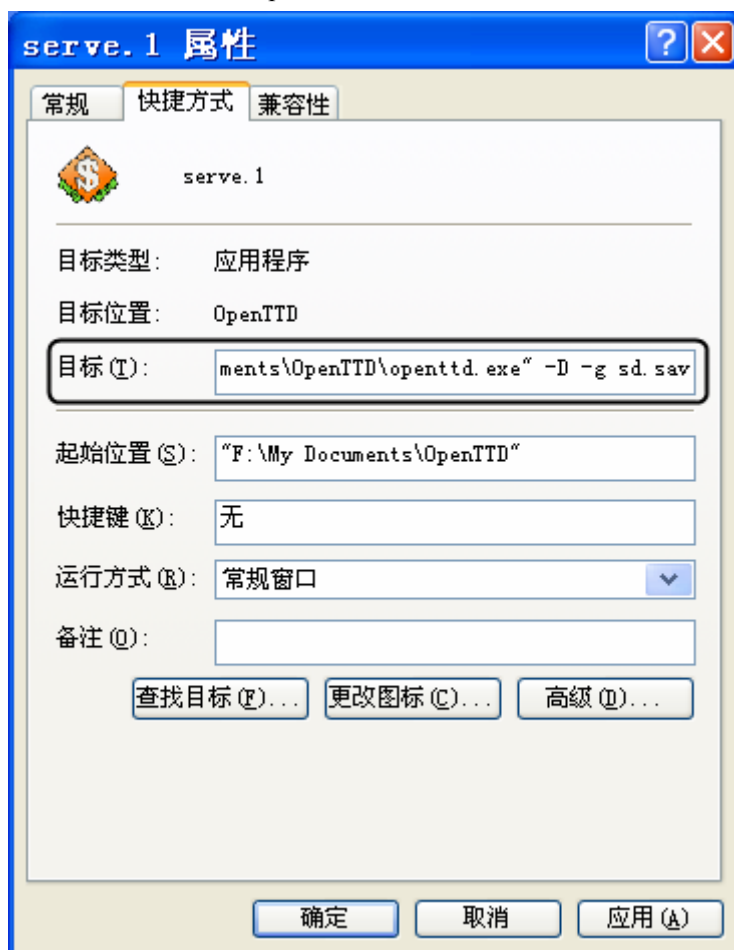 serve.1 属性
常规 快捷方式 兼容性
serve.1
目标类型: 应用程序
目标位置: OpenTTD
目标(T): ments\OpenTTD\openttd.exe" -D -g sd.sav
起始位置(S): "F:\My Documents\OpenTTD"
快捷键(K): 无
运行方式(R): 常规窗口
备注(O):
查找目标(F)... 更改图标(C)... 高级(D)...
确定 取消 应用(A)